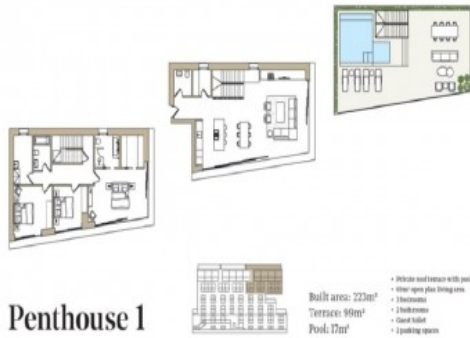 Penthouse 1
Built area: 223m²
Terrace: 99m²
Pool: 17m²
• Private roof terrace with pool
open plan living area
• 3 bedrooms
• 2 bathrooms
• Guest toilet
• 2 parking spaces